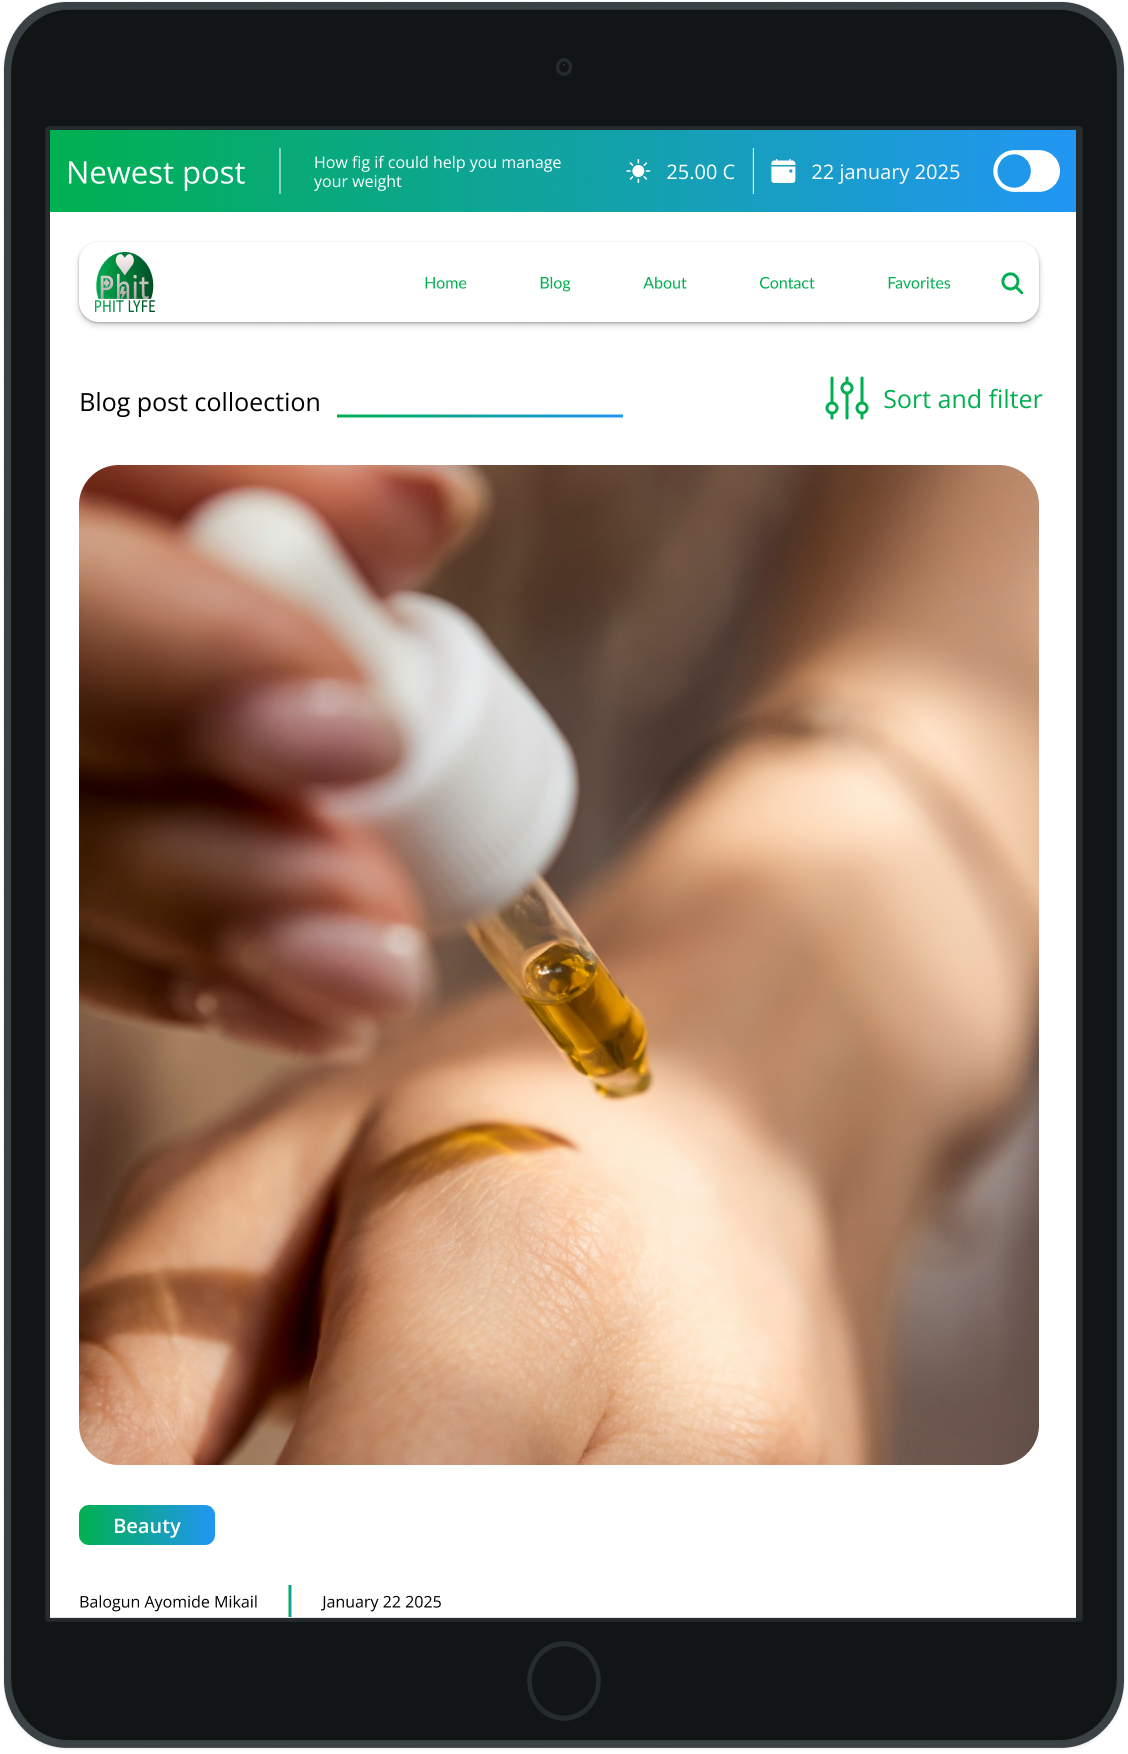 Newest post
How fig if could help you manage
your weight
25.00 C
22 january 2025
Phit
PHIT LYFE
Home
Blog
About
Contact
Favorites
Blog post colloection
Sort and filter
Beauty
Balogun Ayomide Mikail
January 22 2025